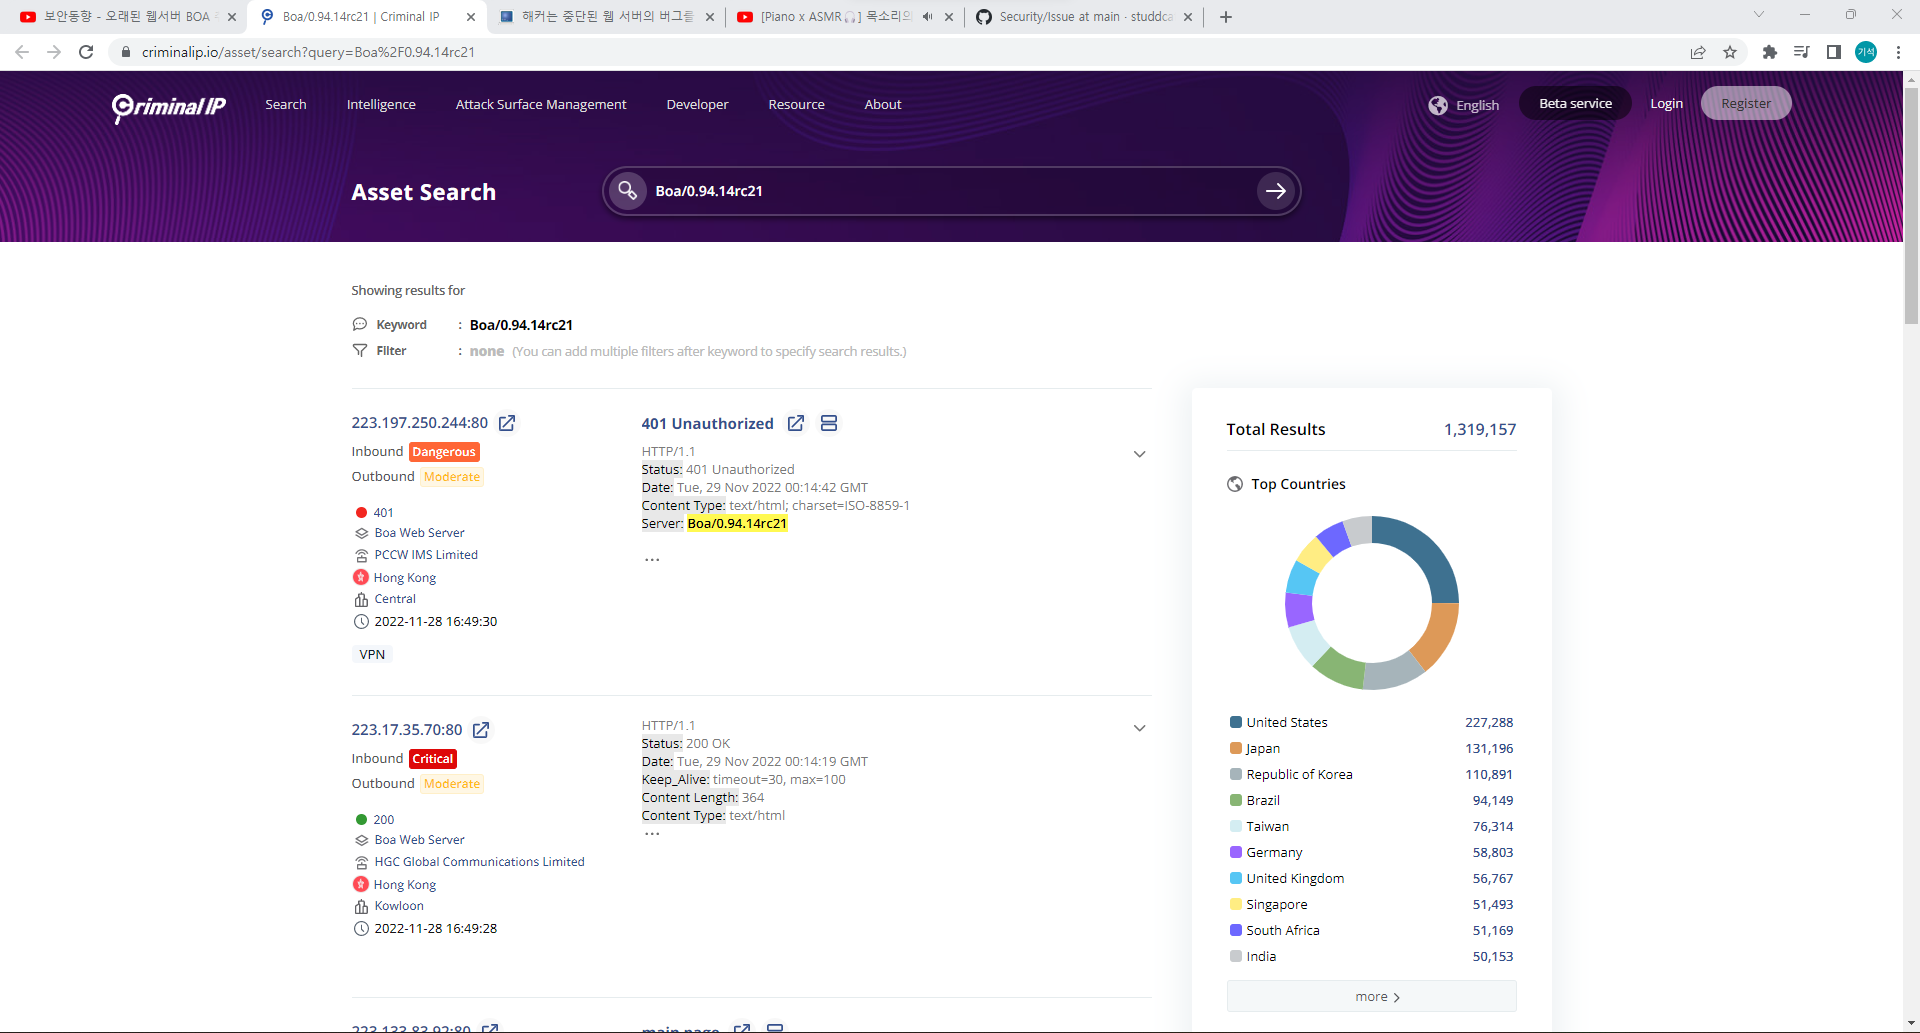 보안동향 - 오래된 웹서버 BOA
Boa/0.94.14rc21 | Criminal IP
해커는 중단된 웹 서버의 버그를
[Piano x ASMR🎧] 목소리의
Security/Issue at main · studdca
criminalip.io/asset/search?query=Boa%2F0.94.14rc21
기석
Criminal IP
Search
Intelligence
Attack Surface Management
Developer
Resource
About
English
Beta service
Login
Register
Asset Search
Boa/0.94.14rc21
Showing results for
Keyword : Boa/0.94.14rc21
Filter : none (You can add multiple filters after keyword to specify search results.)
223.197.250.244:80
Inbound Dangerous
Outbound Moderate
401
Boa Web Server
PCCW IMS Limited
Hong Kong
Central
2022-11-28 16:49:30
VPN
401 Unauthorized
HTTP/1.1
Status: 401 Unauthorized
Date: Tue, 29 Nov 2022 00:14:42 GMT
Content Type: text/html; charset=ISO-8859-1
Server: Boa/0.94.14rc21
...
223.17.35.70:80
Inbound Critical
Outbound Moderate
200
Boa Web Server
HGC Global Communications Limited
Hong Kong
Kowloon
2022-11-28 16:49:28
HTTP/1.1
Status: 200 OK
Date: Tue, 29 Nov 2022 00:14:19 GMT
Keep_Alive: timeout=30, max=100
Content Length: 364
Content Type: text/html
...
223.133.83.92:80
main page
Total Results 1,319,157
Top Countries
United States 227,288
Japan 131,196
Republic of Korea 110,891
Brazil 94,149
Taiwan 76,314
Germany 58,803
United Kingdom 56,767
Singapore 51,493
South Africa 51,169
India 50,153
more